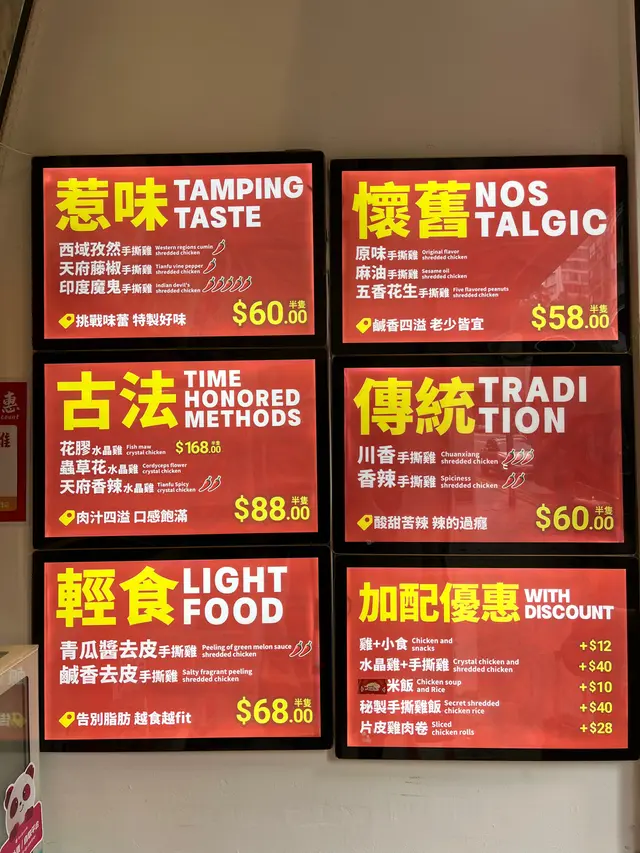 惹味 TAMPING TASTE
西域孜然手撕雞 Western regions cumin shredded chicken
天府藤椒手撕雞 Tianfu vine pepper shredded chicken
印度魔鬼手撕雞 Indian devil's shredded chicken
挑戰味蕾 特製好味 $60.00 半隻
懷舊 NOS TALGIC
原味手撕雞 Original flavor shredded chicken
麻油手撕雞 Sesame oil shredded chicken
五香花生手撕雞 Five flavored peanuts shredded chicken
鹹香四溢 老少皆宜 $58.00 半隻
古法 TIME HONORED METHODS
花膠水晶雞 Fish maw crystal chicken $168.00 半隻
蟲草花水晶雞 Cordyceps flower crystal chicken
天府香辣水晶雞 Tianfu Spicy crystal chicken
肉汁四溢 口感飽滿 $88.00 半隻
傳統 TRADI TION
川香手撕雞 Chuanxiang shredded chicken
香辣手撕雞 Spiciness shredded chicken
酸甜苦辣 辣的過癮 $60.00 半隻
輕食 LIGHT FOOD
青瓜醬去皮手撕雞 Peeling of green melon sauce shredded chicken
鹹香去皮手撕雞 Salty fragrant peeling shredded chicken
告別脂肪 越食越fit $68.00 半隻
加配優惠 WITH DISCOUNT
雞+小食 Chicken and snacks +$12
水晶雞+手撕雞 Crystal chicken and shredded chicken +$40
米飯 Chicken soup and Rice +$10
秘製手撕雞飯 Secret shredded chicken rice +$40
片皮雞肉卷 Sliced chicken rolls +$28
惠